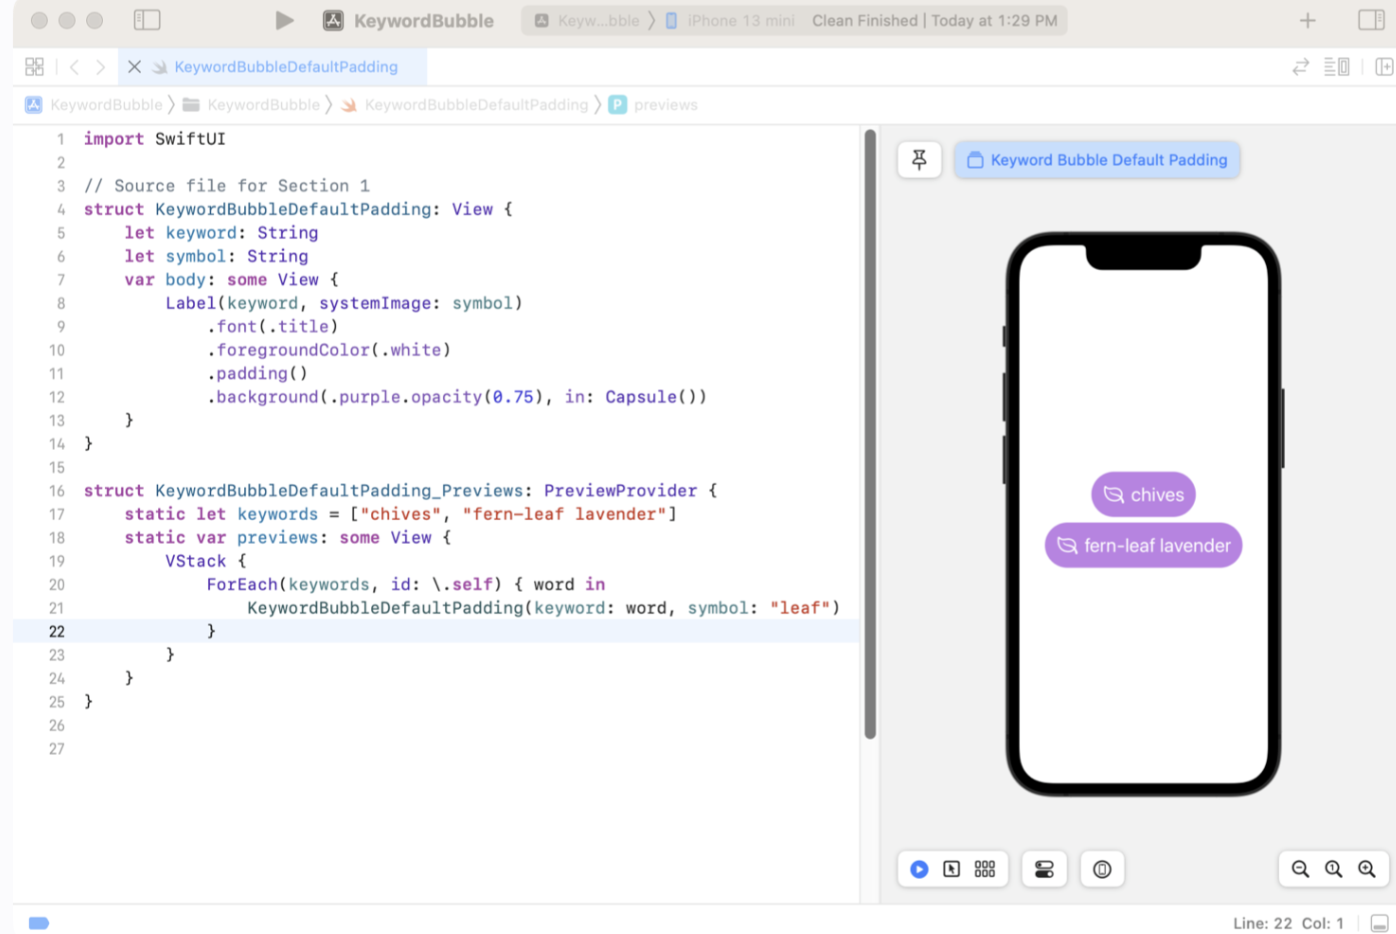 KeywordBubble
Keyw...bble
iPhone 13 mini
Clean Finished | Today at 1:29 PM
KeywordBubbleDefaultPadding
KeywordBubble
KeywordBubble
KeywordBubbleDefaultPadding
P
previews
1 import SwiftUI
2
3 // Source file for Section 1
4 struct KeywordBubbleDefaultPadding: View {
5     let keyword: String
6     let symbol: String
7     var body: some View {
8         Label(keyword, systemImage: symbol)
9             .font(.title)
10             .foregroundColor(.white)
11             .padding()
12             .background(.purple.opacity(0.75), in: Capsule())
13     }
14 }
15
16 struct KeywordBubbleDefaultPadding_Previews: PreviewProvider {
17     static let keywords = ["chives", "fern-leaf lavender"]
18     static var previews: some View {
19         VStack {
20             ForEach(keywords, id: \.self) { word in
21                 KeywordBubbleDefaultPadding(keyword: word, symbol: "leaf")
22             }
23         }
24     }
25 }
26
27
Keyword Bubble Default Padding
chives
fern-leaf lavender
Line: 22 Col: 1